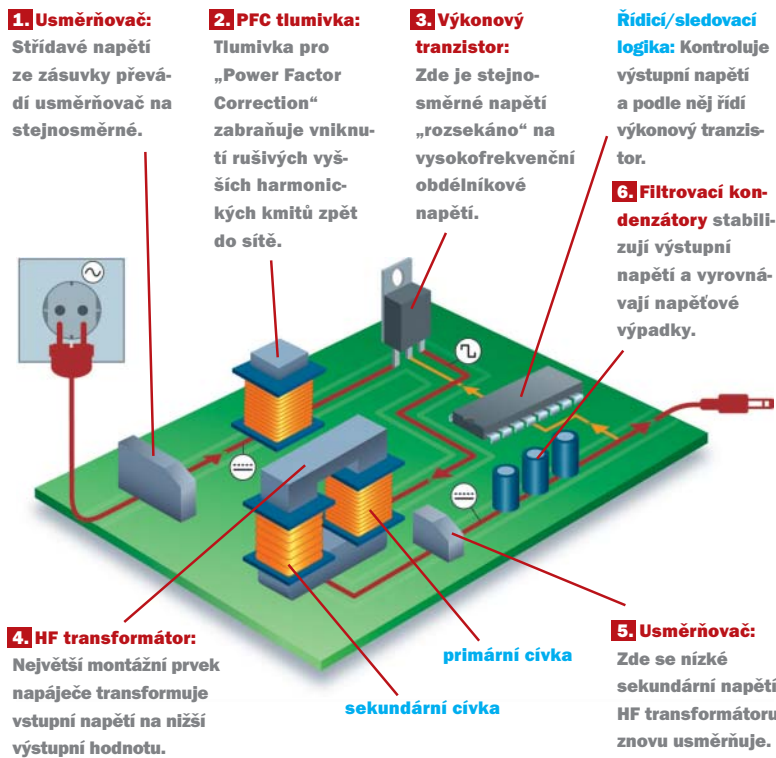 1. Usměrňovač:
Střídavé napětí
ze zásuvky převá-
dí usměrňovač na
stejnosměrné.
2. PFC tlumivka:
Tlumivka pro
„Power Factor
Correction“
zabraňuje vniknu-
tí rušivých vyš-
ších harmonic-
kých kmitů zpět
do sítě.
3. Výkonový
tranzistor:
Zde je stejno-
směrné napětí
„rozsekáno“ na
vysokofrekvenční
obdélníkové
napětí.
Řídicí/sledovací
logika: Kontroluje
výstupní napětí
a podle něj řídí
výkonový tranzis-
tor.
6. Filtrovací kon-
denzátory stabili-
zují výstupní
napětí a vyrovná-
vají napěťové
výpadky.
4. HF transformátor:
Největší montážní prvek
napáječe transformuje
vstupní napětí na nižší
výstupní hodnotu.
primární cívka
sekundární cívka
5. Usměrňovač:
Zde se nízké
sekundární napětí
HF transformátoru
znovu usměrňuje.